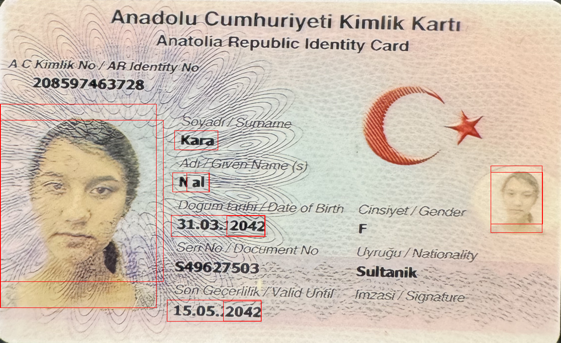 Anadolu Cumhuriyeti Kimlik Kartı
Anatolia Republic Identity Card
A C Kimlik No / AR Identity No
208597463728
Soyadı / Surname
Kara
Adı / Given Name (s)
Doğum tarihi / Date of Birth
Cinsiyet / Gender
31.03. 2042
F
Seri No / Document No
Uyruğu / Nationality
S49627503
Sultanik
Son Geçerlilik / Valid Until
İmzası / Signature
15.05. 2042